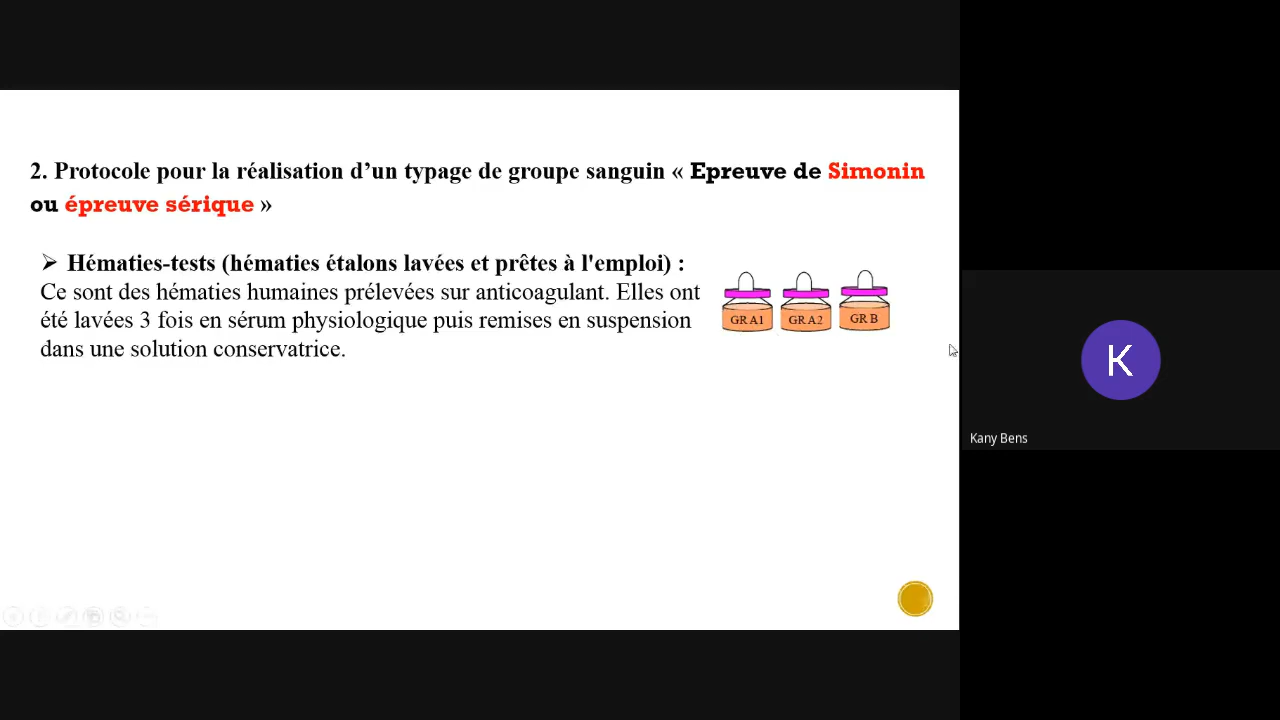 2. Protocole pour la réalisation d’un typage de groupe sanguin « Epreuve de Simonin
ou épreuve sérique »
➢ Hématies-tests (hématies étalons lavées et prêtes à l'emploi) :
Ce sont des hématies humaines prélevées sur anticoagulant. Elles ont
été lavées 3 fois en sérum physiologique puis remises en suspension
dans une solution conservatrice.
GR A1
GR A2
GR B
K
Kany Bens